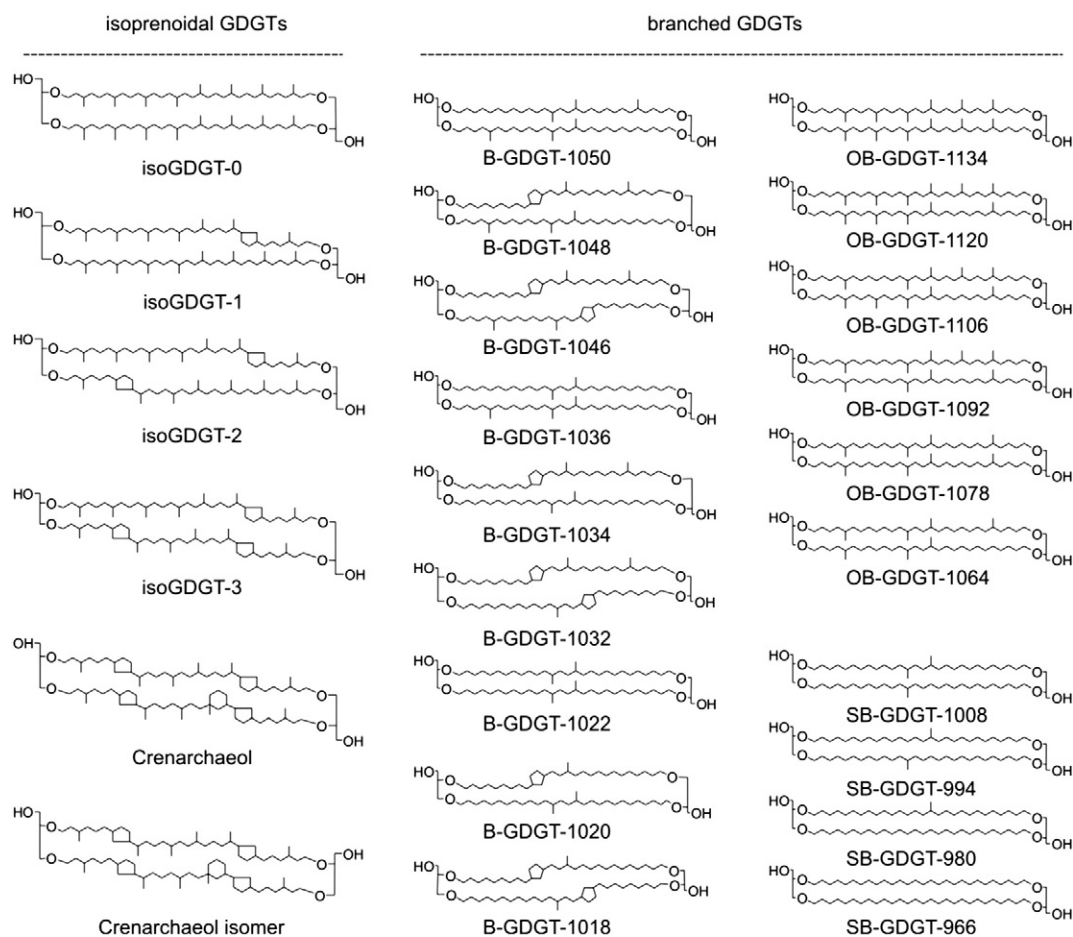 isoprenoidal GDGTs
isoGDGT-0
isoGDGT-1
isoGDGT-2
isoGDGT-3
Crenarchaeol
Crenarchaeol isomer
branched GDGTs
B-GDGT-1050
B-GDGT-1048
B-GDGT-1046
B-GDGT-1036
B-GDGT-1034
B-GDGT-1032
B-GDGT-1022
B-GDGT-1020
B-GDGT-1018
OB-GDGT-1134
OB-GDGT-1120
OB-GDGT-1106
OB-GDGT-1092
OB-GDGT-1078
OB-GDGT-1064
SB-GDGT-1008
SB-GDGT-994
SB-GDGT-980
SB-GDGT-966